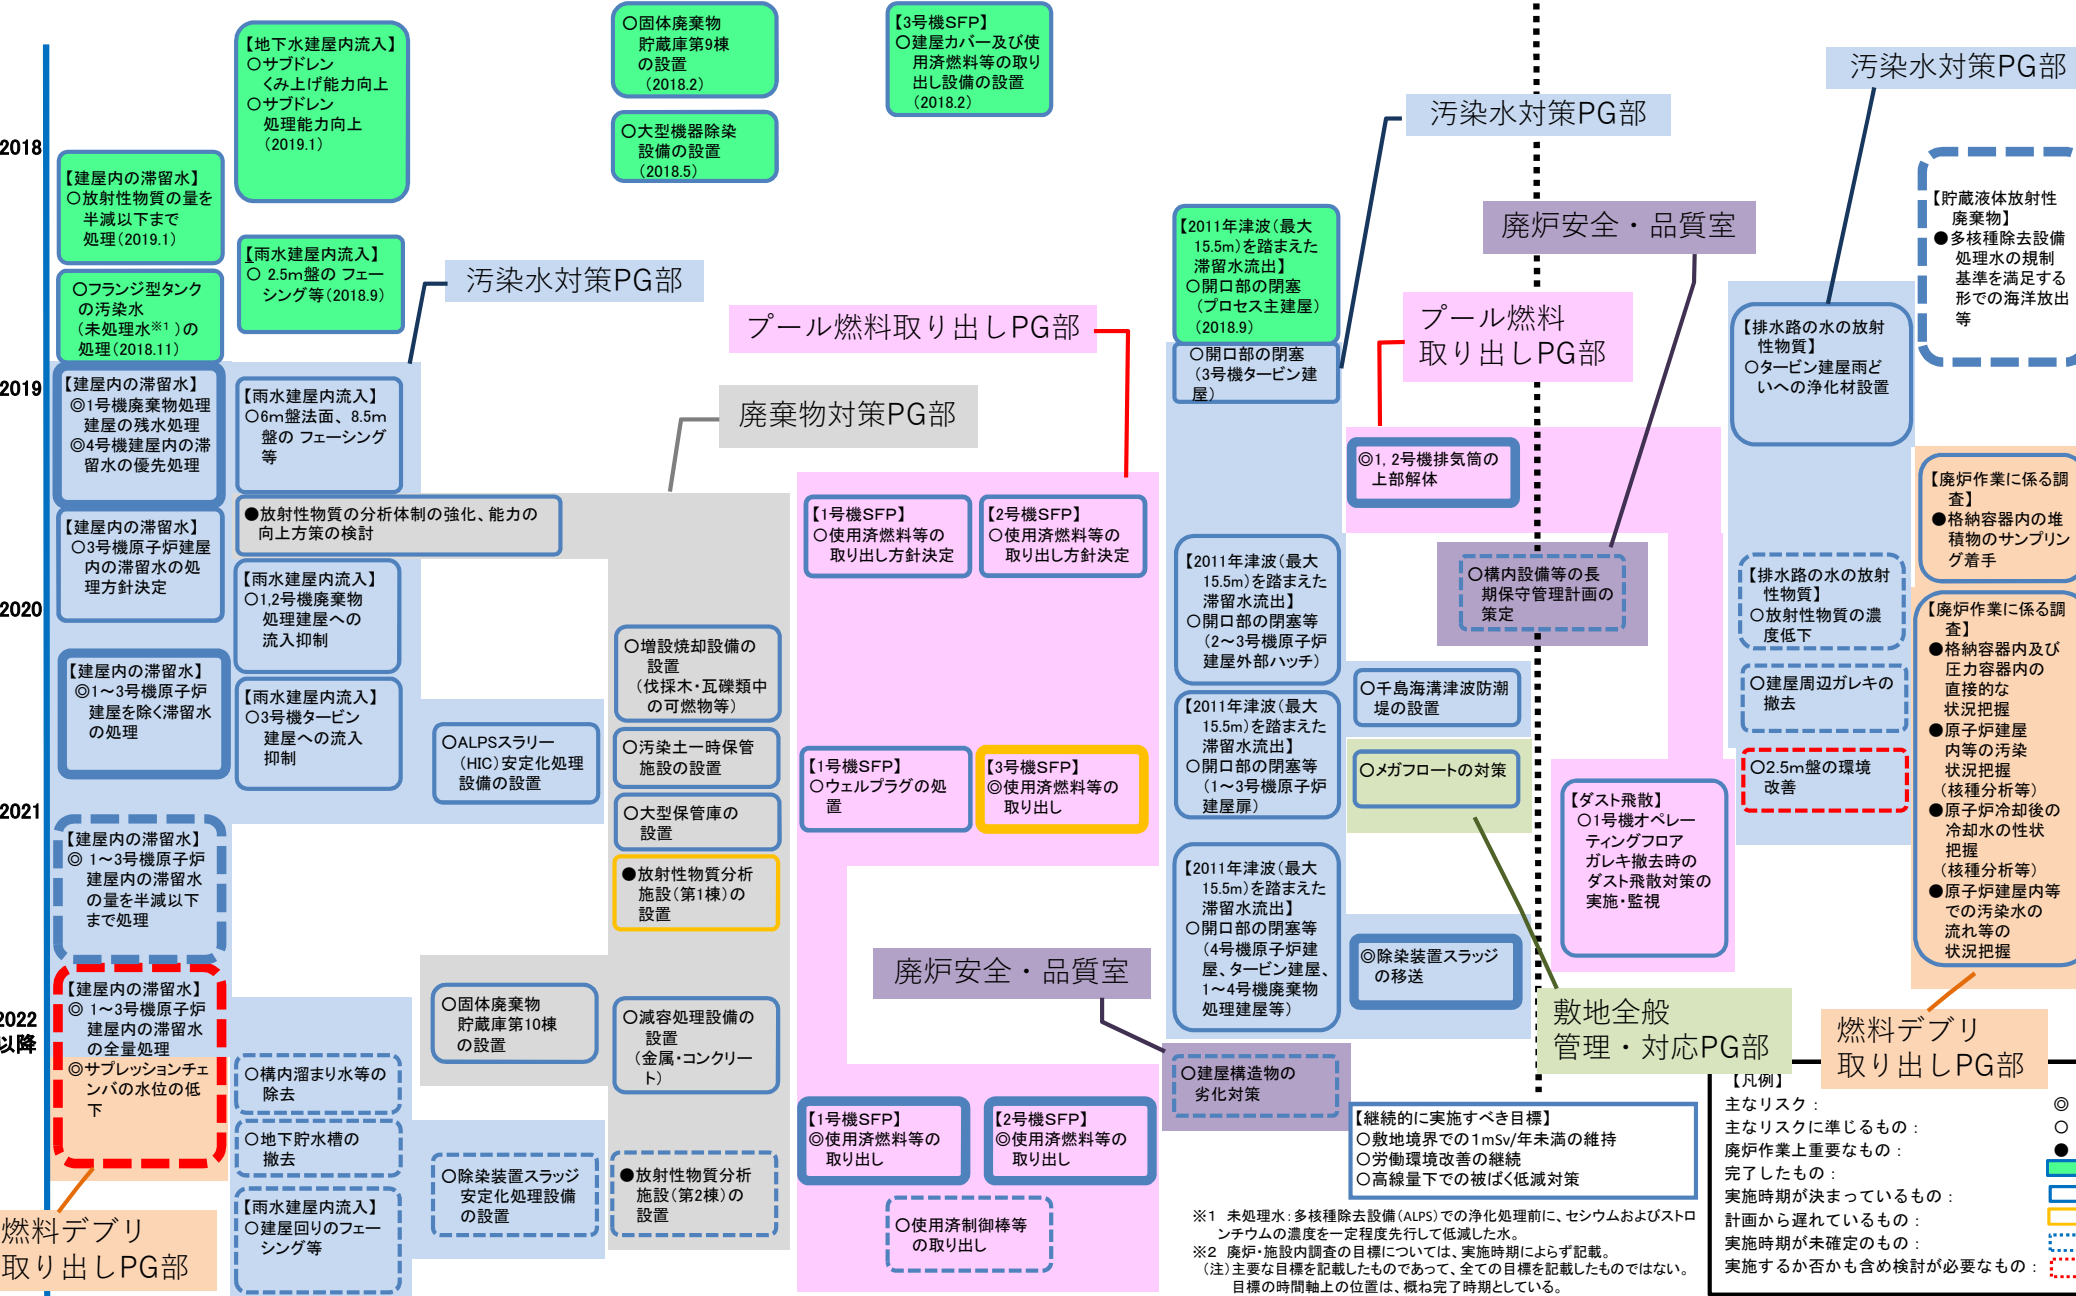 2018
2019
2020
2021
2022
以降
【建屋内の滞留水】
○放射性物質の量を
半減以下まで
処理(2019.1)
○フランジ型タンク
の汚染水
(未処理水※1 )の
処理(2018.11)
【建屋内の滞留水】
◎1号機廃棄物処理
建屋の残水処理
◎4号機建屋内の滞
留水の優先処理
【建屋内の滞留水】
○3号機原子炉建屋
内の滞留水の処
理方針決定
【建屋内の滞留水】
◎1～3号機原子炉
建屋を除く滞留水
の処理
【建屋内の滞留水】
◎ 1～3号機原子炉
建屋内の滞留水
の量を半減以下
まで処理
【建屋内の滞留水】
◎ 1～3号機原子炉
建屋内の滞留水
の全量処理
◎サプレッションチェ
ンバの水位の低
下
燃料デブリ
取り出しPG部
【地下水建屋内流入】
○サブドレン
くみ上げ能力向上
○サブドレン
処理能力向上
(2019.1)
【雨水建屋内流入】
○ 2.5m盤の フェー
シング等(2018.9)
汚染水対策PG部
【雨水建屋内流入】
○6m盤法面、8.5m
盤の フェーシング
等
●放射性物質の分析体制の強化、能力の
向上方策の検討
【雨水建屋内流入】
○1,2号機廃棄物
処理建屋への
流入抑制
【雨水建屋内流入】
○3号機タービン
建屋への流入
抑制
○構内溜まり水等の
除去
○地下貯水槽の
撤去
【雨水建屋内流入】
○建屋回りのフェー
シング等
○ALPSスラリー
(HIC)安定化処理
設備の設置
○固体廃棄物
貯蔵庫第10棟
の設置
○除染装置スラッジ
安定化処理設備
の設置
○固体廃棄物
貯蔵庫第9棟
の設置
(2018.2)
○大型機器除染
設備の設置
(2018.5)
廃棄物対策PG部
○増設焼却設備の
設置
(伐採木・瓦礫類中
の可燃物等)
○汚染土一時保管
施設の設置
○大型保管庫の
設置
●放射性物質分析
施設(第1棟)の
設置
○減容処理設備の
設置
(金属・コンクリー
ト)
●放射性物質分析
施設(第2棟)の
設置
【3号機SFP】
○建屋カバー及び使
用済燃料等の取り
出し設備の設置
(2018.2)
プール燃料取り出しPG部
【1号機SFP】
○使用済燃料等の
取り出し方針決定
【2号機SFP】
○使用済燃料等の
取り出し方針決定
【1号機SFP】
○ウェルプラグの処
置
【3号機SFP】
◎使用済燃料等の
取り出し
廃炉安全・品質室
【1号機SFP】
◎使用済燃料等の
取り出し
【2号機SFP】
◎使用済燃料等の
取り出し
○使用済制御棒等
の取り出し
汚染水対策PG部
【2011年津波(最大
15.5m)を踏まえた
滞留水流出】
○開口部の閉塞
(プロセス主建屋)
(2018.9)
○開口部の閉塞
(3号機タービン建
屋)
【2011年津波(最大
15.5m)を踏まえた
滞留水流出】
○開口部の閉塞等
(2～3号機原子炉
建屋外部ハッチ)
【2011年津波(最大
15.5m)を踏まえた
滞留水流出】
○開口部の閉塞等
(1～3号機原子炉
建屋扉)
【2011年津波(最大
15.5m)を踏まえた
滞留水流出】
○開口部の閉塞等
(4号機原子炉建
屋、タービン建屋、
1～4号機廃棄物
処理建屋等)
○建屋構造物の
劣化対策
廃炉安全・品質室
プール燃料
取り出しPG部
◎1, 2号機排気筒の
上部解体
○構内設備等の長
期保守管理計画の
策定
○千島海溝津波防潮
堤の設置
○メガフロートの対策
◎除染装置スラッジ
の移送
【ダスト飛散】
○1号機オペレー
ティングフロア
ガレキ撤去時の
ダスト飛散対策の
実施・監視
敷地全般
管理・対応PG部
汚染水対策PG部
【排水路の水の放射
性物質】
○タービン建屋雨ど
いへの浄化材設置
【排水路の水の放射
性物質】
○放射性物質の濃
度低下
○建屋周辺ガレキの
撤去
○2.5m盤の環境
改善
【貯蔵液体放射性
廃棄物】
●多核種除去設備
処理水の規制
基準を満足する
形での海洋放出
等
【廃炉作業に係る調
査】
●格納容器内の堆
積物のサンプリン
グ着手
【廃炉作業に係る調
査】
●格納容器内及び
圧力容器内の
直接的な
状況把握
●原子炉建屋
内等の汚染
状況把握
(核種分析等)
●原子炉冷却後の
冷却水の性状
把握
(核種分析等)
●原子炉建屋内等
での汚染水の
流れ等の
状況把握
燃料デブリ
取り出しPG部
【継続的に実施すべき目標】
○敷地境界での1mSv/年未満の維持
○労働環境改善の継続
○高線量下での被ばく低減対策
※1 未処理水:多核種除去設備(ALPS)での浄化処理前に、セシウムおよびストロ
ンチウムの濃度を一定程度先行して低減した水。
※2 廃炉・施設内調査の目標については、実施時期によらず記載。
(注)主要な目標を記載したものであって、全ての目標を記載したものではない。
目標の時間軸上の位置は、概ね完了時期としている。
【凡例】
主なリスク: ◎
主なリスクに準じるもの: ○
廃炉作業上重要なもの: ●
完了したもの:
実施時期が決まっているもの:
計画から遅れているもの:
実施時期が未確定のもの:
実施するか否かも含め検討が必要なもの: